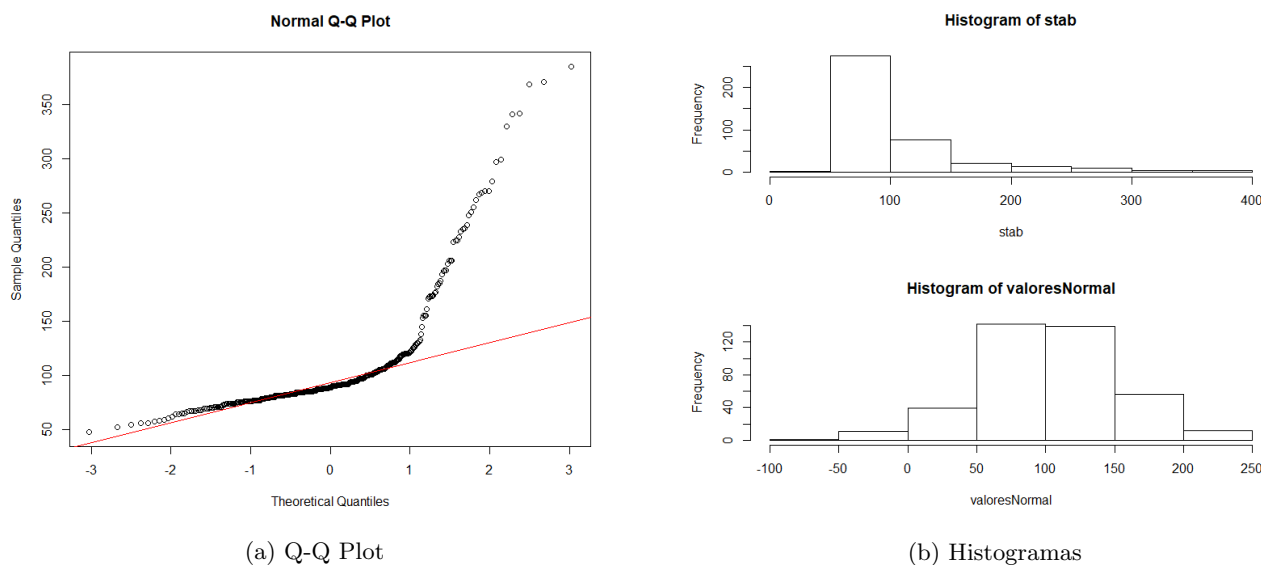 Normal Q-Q Plot
Sample Quantiles
350
300
250
200
150
100
50
-3 -2 -1 0 1 2 3
Theoretical Quantiles
(a) Q-Q Plot
Histogram of stab
Frequency
200
100
0
0 100 200 300 400
stab
Histogram of valoresNormal
Frequency
120
80
40
0
-100 -50 0 50 100 150 200 250
valoresNormal
(b) Histogramas